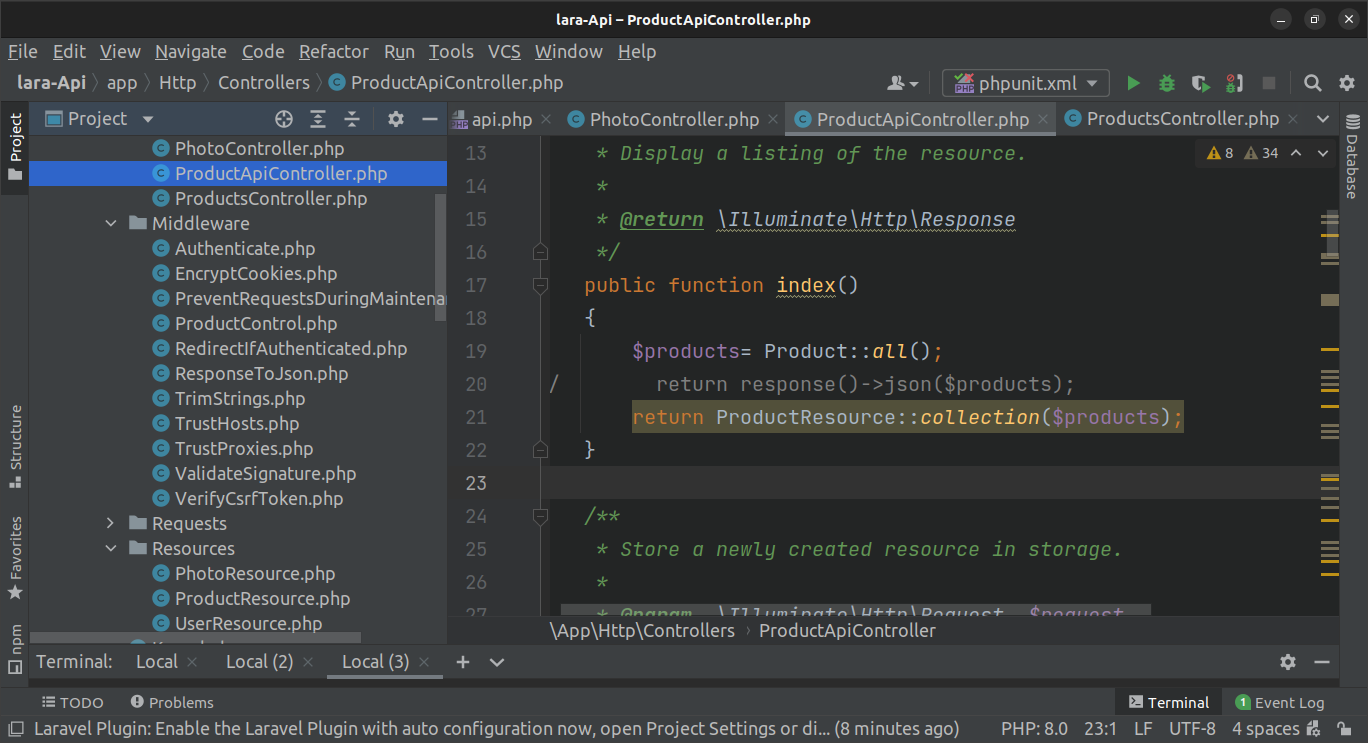 lara-Api – ProductApiController.php
File Edit View Navigate Code Refactor Run Tools VCS Window Help
lara-Api app Http Controllers ProductApiController.php phpunit.xml
Project api.php PhotoController.php ProductApiController.php ProductsController.php
Project
Database
PhotoController.php
ProductApiController.php
ProductsController.php
Middleware
Authenticate.php
EncryptCookies.php
PreventRequestsDuringMaintena
ProductControl.php
RedirectIfAuthenticated.php
ResponseToJson.php
TrimStrings.php
TrustHosts.php
TrustProxies.php
ValidateSignature.php
VerifyCsrfToken.php
Requests
Resources
PhotoResource.php
ProductResource.php
UserResource.php
Structure
Favorites
npm
8 34
13 * Display a listing of the resource.
14 *
15 * @return \Illuminate\Http\Response
16 */
17 public function index()
18 {
19 $products= Product::all();
20 / return response()->json($products);
21 return ProductResource::collection($products);
22 }
23
24 /**
25 * Store a newly created resource in storage.
26 *
27 * @param \Illuminate\Http\Request $request
\App\Http\Controllers ProductApiController
Terminal: Local Local (2) Local (3)
TODO Problems Terminal 1 Event Log
Laravel Plugin: Enable the Laravel Plugin with auto configuration now, open Project Settings or di... (8 minutes ago) PHP: 8.0 23:1 LF UTF-8 4 spaces